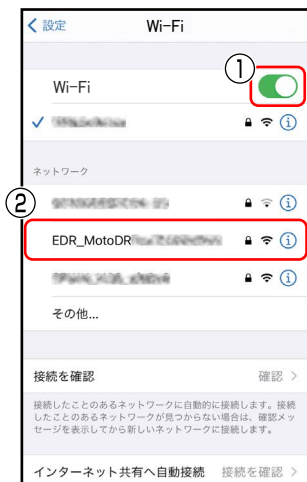 設定
Wi-Fi
①
Wi-Fi
ネットワーク
②
EDR_MotoDR
その他...
接続を確認 確認
接続したことのあるネットワークに自動的に接続します。接続
したことのあるネットワークが見つからない場合は、確認メッ
セージを表示してから新しいネットワークに接続します。
インターネット共有へ自動接続 接続を確認